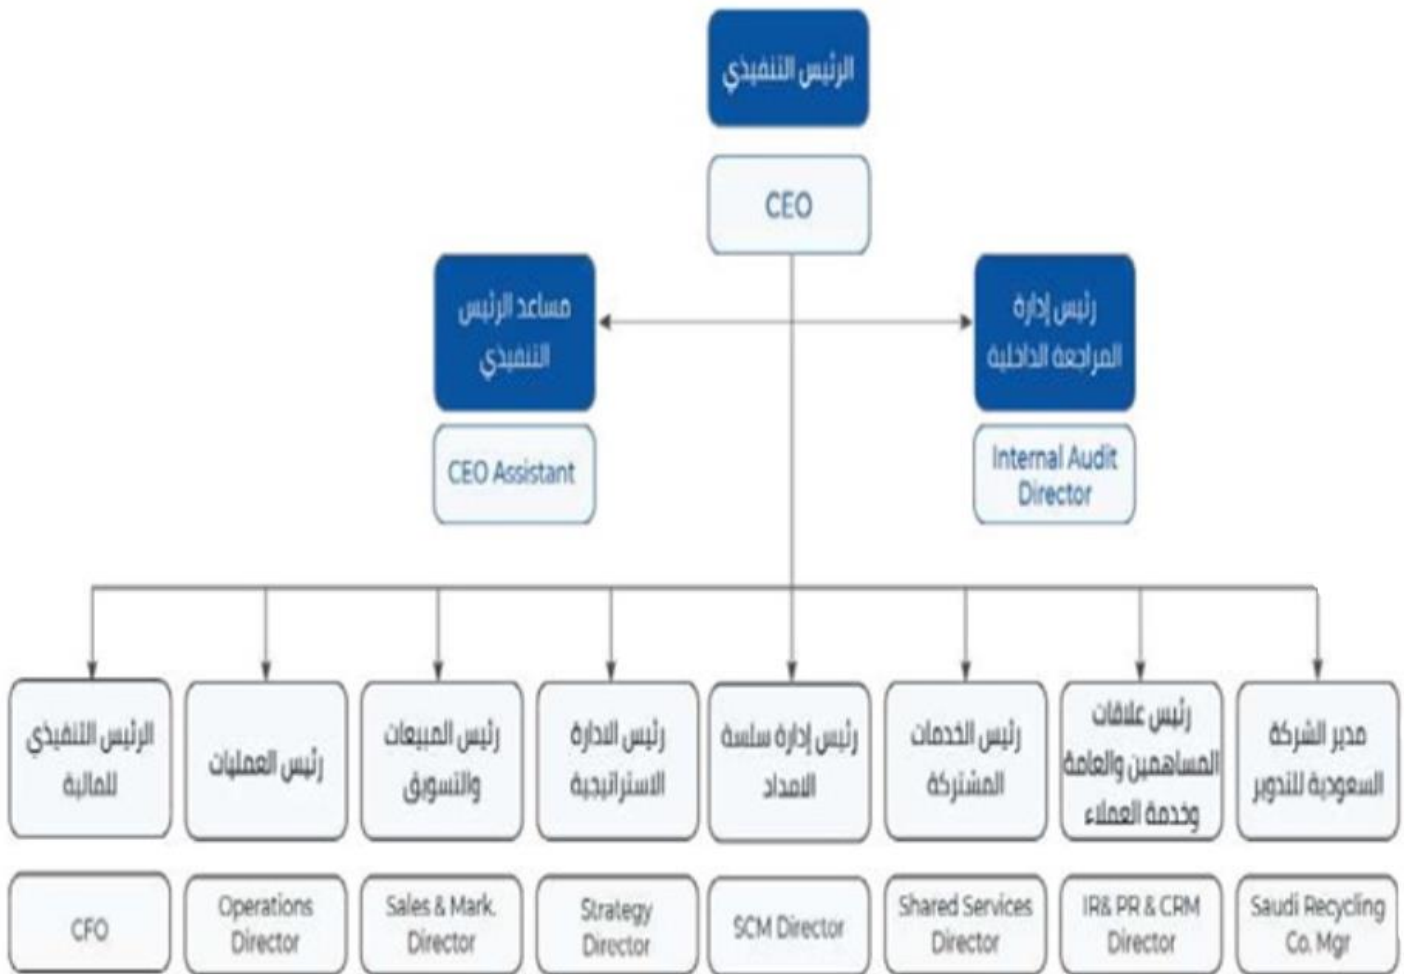 الرئيس التنفيذي
CEO
مساعد الرئيس
التنفيذي
CEO Assistant
رئيس إدارة
المراجعة الداخلية
Internal Audit
Director
الرئيس التنفيذي
للمالية
CFO
رئيس العمليات
Operations
Director
رئيس المبيعات
والتسويق
Sales & Mark.
Director
رئيس الادارة
الاستراتيجية
Strategy
Director
رئيس إدارة سلسة
الامداد
SCM Director
رئيس الخدمات
المشتركة
Shared Services
Director
رئيس علاقات
المساهمين والعامة
وخدمة العملاء
IR& PR & CRM
Director
مدير الشركة
السعودية للتدوير
Saudi Recycling
Co. Mgr